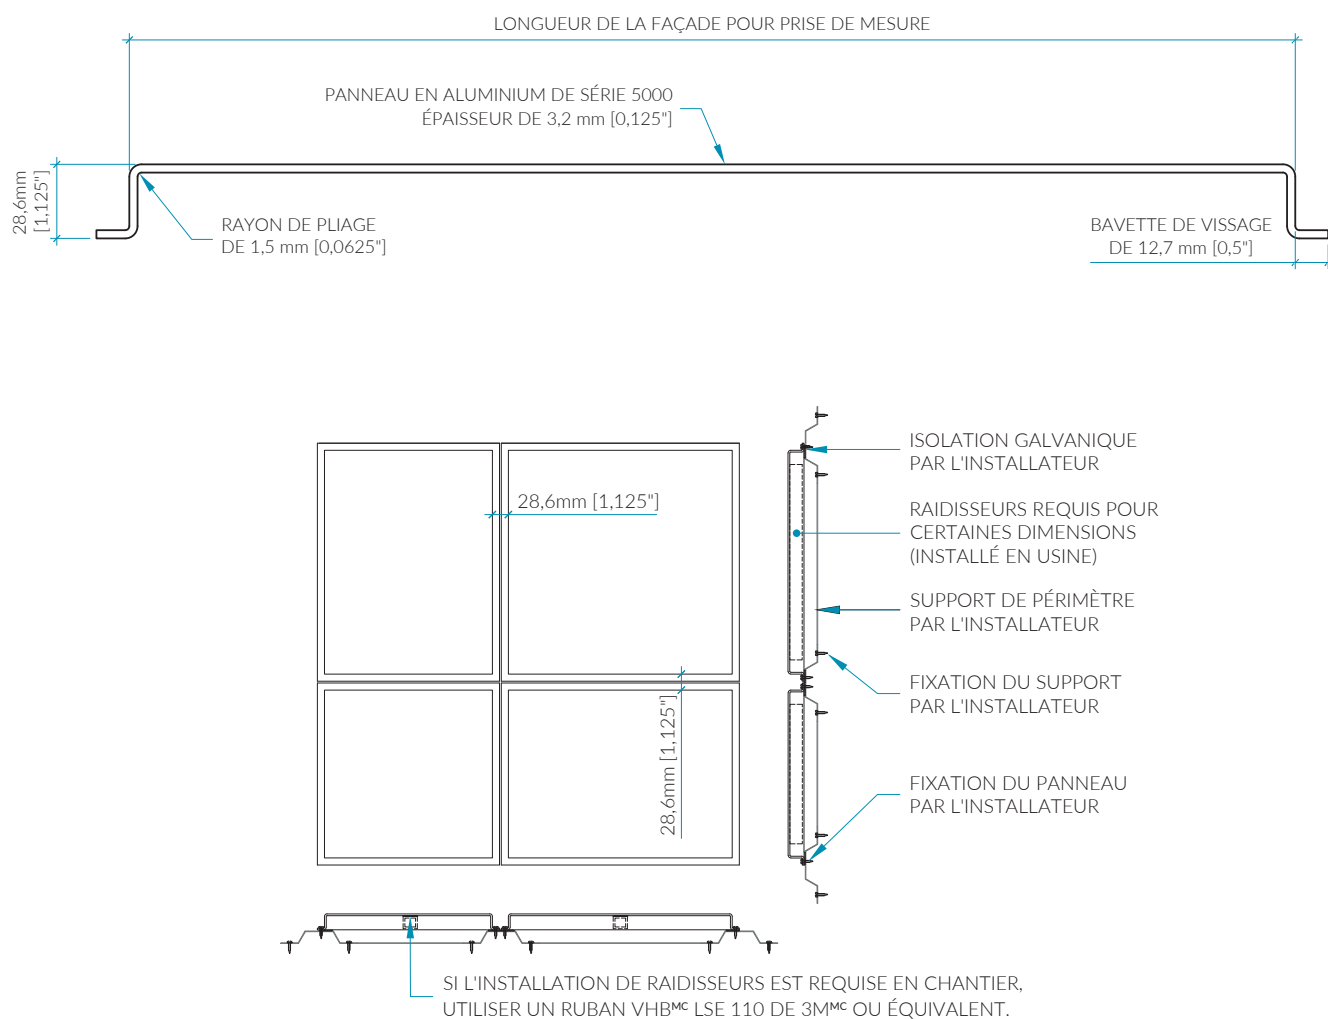 LONGUEUR DE LA FAÇADE POUR PRISE DE MESURE
PANNEAU EN ALUMINIUM DE SÉRIE 5000
ÉPAISSEUR DE 3,2 mm [0,125"]
28,6mm
[1,125"]
RAYON DE PLIAGE
DE 1,5 mm [0,0625"]
BAVETTE DE VISSAGE
DE 12,7 mm [0,5"]
28,6mm [1,125"]
28,6mm [1,125"]
ISOLATION GALVANIQUE
PAR L'INSTALLATEUR
RAIDISSEURS REQUIS POUR
CERTAINES DIMENSIONS
(INSTALLÉ EN USINE)
SUPPORT DE PÉRIMÈTRE
PAR L'INSTALLATEUR
FIXATION DU SUPPORT
PAR L'INSTALLATEUR
FIXATION DU PANNEAU
PAR L'INSTALLATEUR
SI L'INSTALLATION DE RAIDISSEURS EST REQUISE EN CHANTIER,
UTILISER UN RUBAN VHBᴹᶜ LSE 110 DE 3Mᴹᶜ OU ÉQUIVALENT.